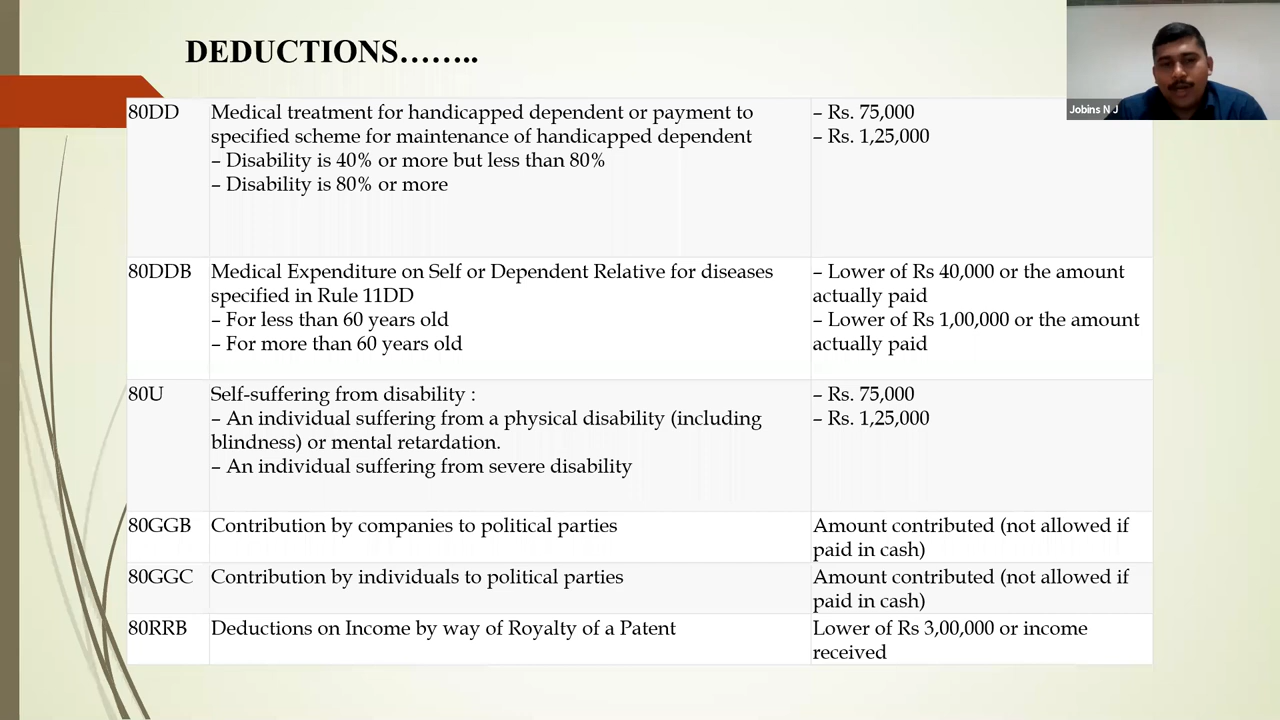 DEDUCTIONS……..
Jobins N J
80DD
Medical treatment for handicapped dependent or payment to
specified scheme for maintenance of handicapped dependent
– Disability is 40% or more but less than 80%
– Disability is 80% or more
– Rs. 75,000
– Rs. 1,25,000
80DDB
Medical Expenditure on Self or Dependent Relative for diseases
specified in Rule 11DD
– For less than 60 years old
– For more than 60 years old
– Lower of Rs 40,000 or the amount
actually paid
– Lower of Rs 1,00,000 or the amount
actually paid
80U
Self-suffering from disability :
– An individual suffering from a physical disability (including
blindness) or mental retardation.
– An individual suffering from severe disability
– Rs. 75,000
– Rs. 1,25,000
80GGB
Contribution by companies to political parties
Amount contributed (not allowed if
paid in cash)
80GGC
Contribution by individuals to political parties
Amount contributed (not allowed if
paid in cash)
80RRB
Deductions on Income by way of Royalty of a Patent
Lower of Rs 3,00,000 or income
received